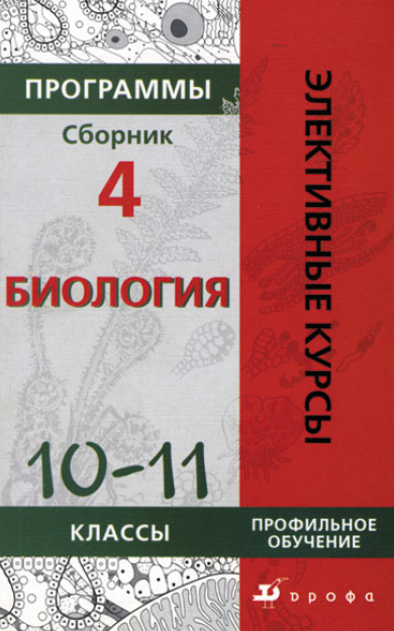 ПРОГРАММЫ
Сборник
4
БИОЛОГИЯ
10-11
КЛАССЫ
ЭЛЕКТИВНЫЕ КУРСЫ
ПРОФИЛЬНОЕ
ОБУЧЕНИЕ
дрофа